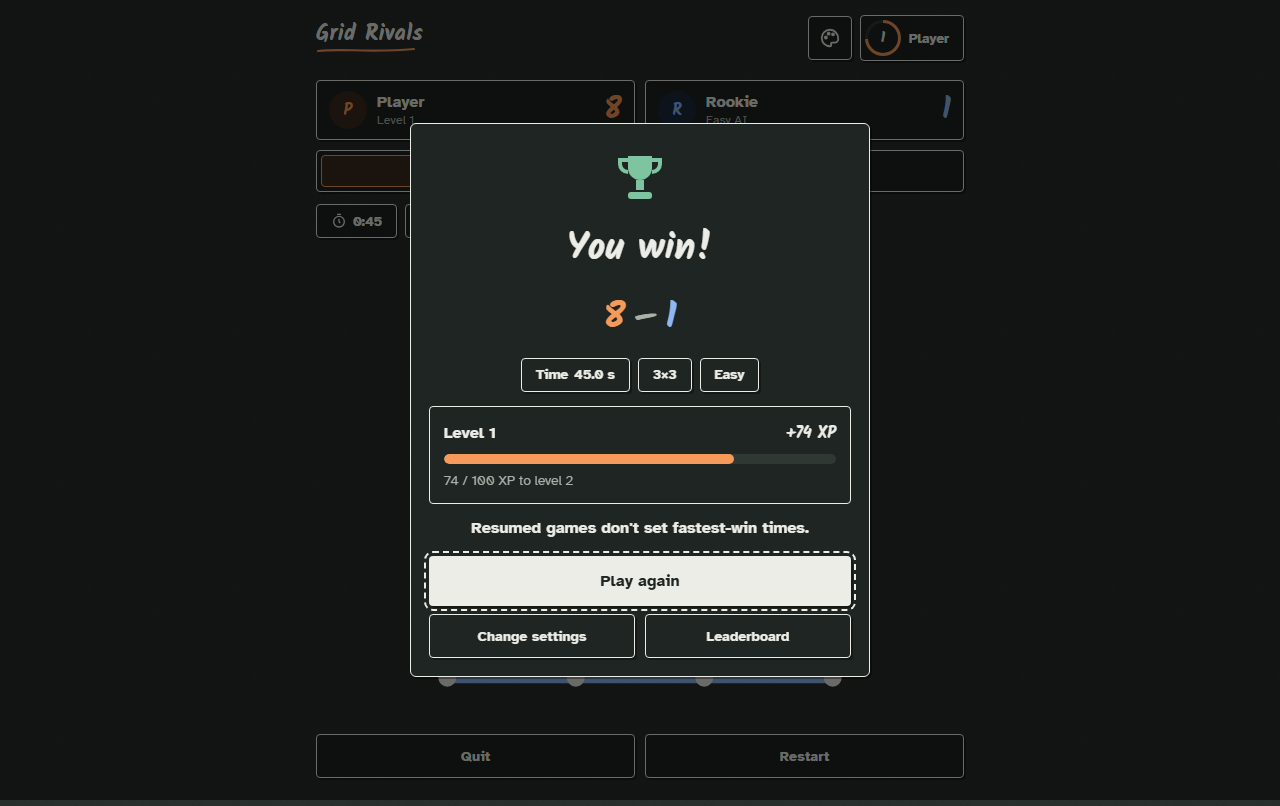 Grid Rivals
1 Player
P Player 8 R Rookie 1
Level 1 Easy AI
0:45
You win!
8 – 1
Time 45.0 s 3×3 Easy
Level 1 +74 XP
74 / 100 XP to level 2
Resumed games don't set fastest-win times.
Play again
Change settings Leaderboard
Quit Restart